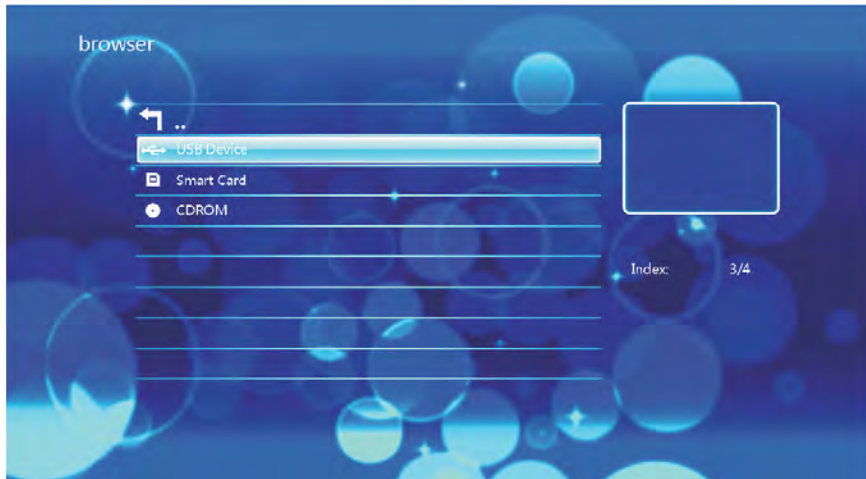 browser
..
USB Device
Smart Card
CDROM
Index: 3/4